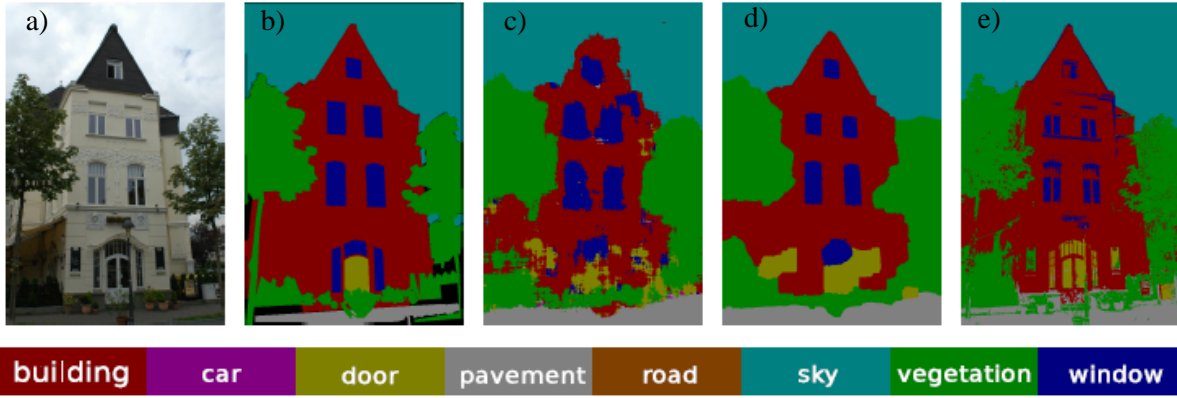 a) b) c) d) e)
building car door pavement road sky vegetation window